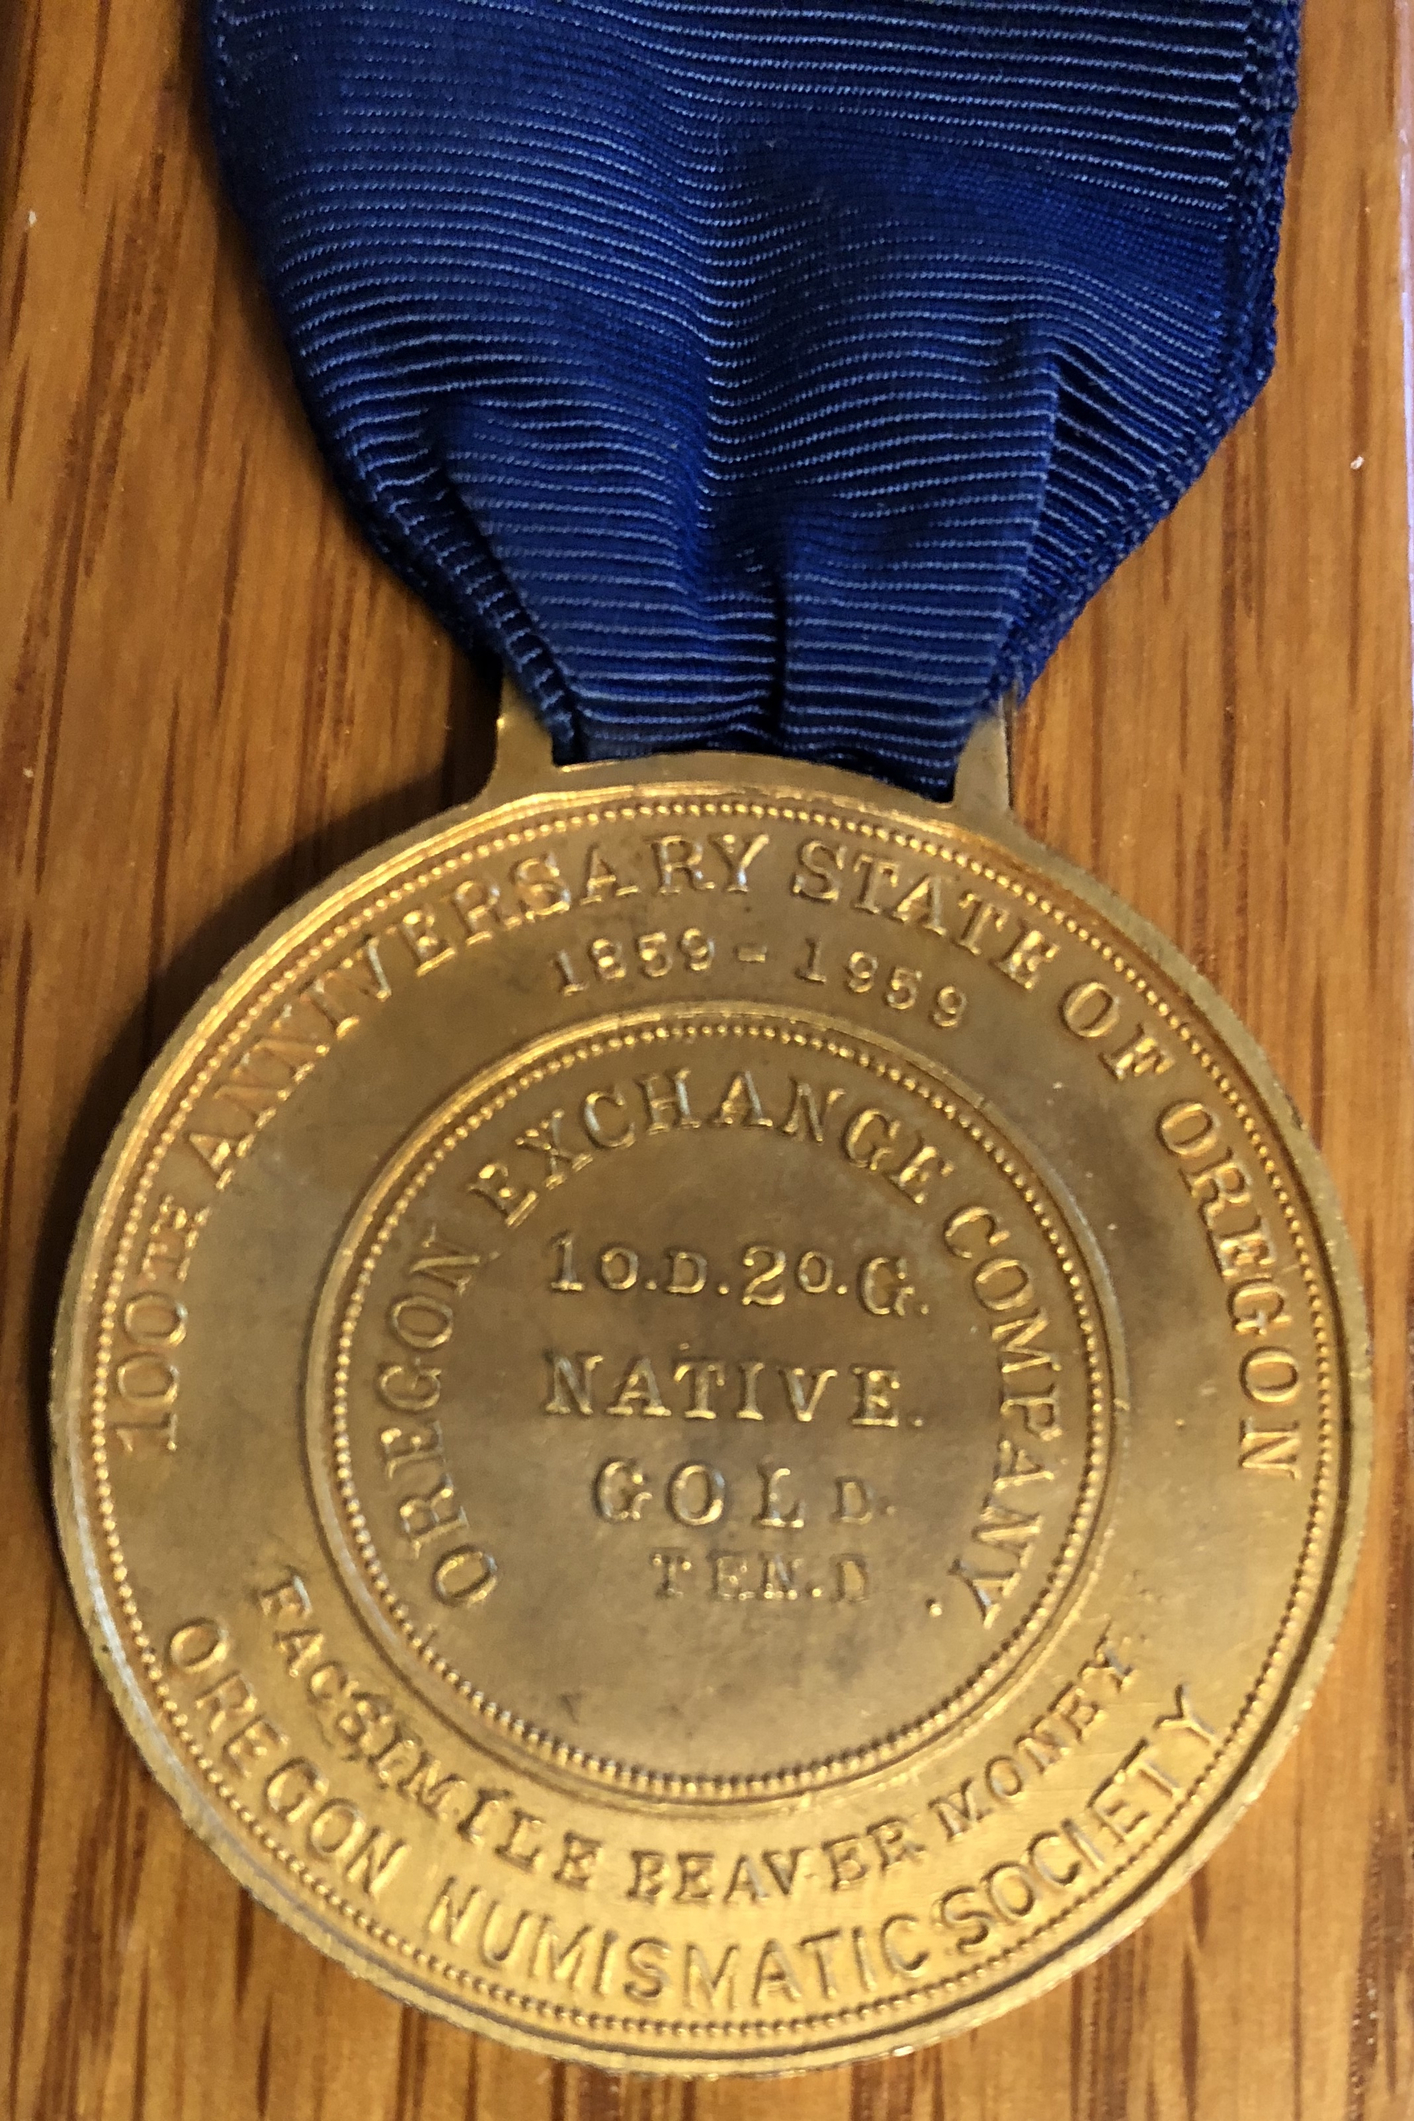 100TH ANNIVERSARY STATE OF OREGON
1859 - 1959
OREGON EXCHANGE COMPANY.
10.D.20.G.
NATIVE.
GOLD.
TEN.D
FACSIMILE BEAVER MONEY.
OREGON NUMISMATIC SOCIETY